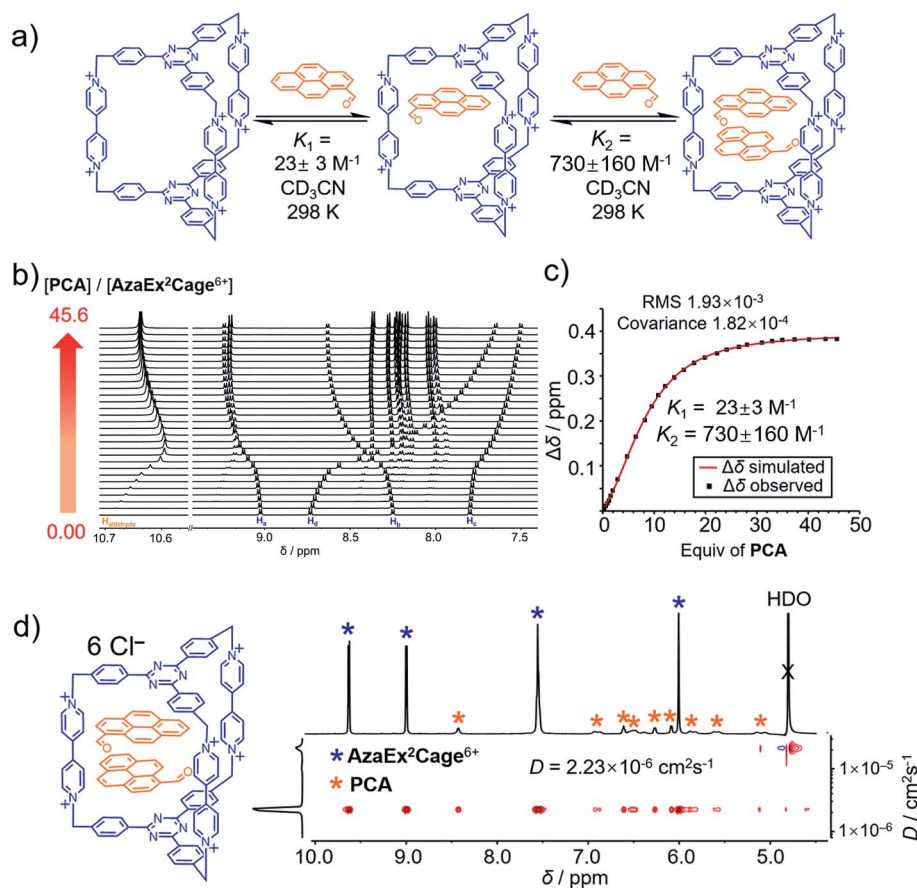 a)
K₁ =
23± 3 M⁻¹
CD₃CN
298 K
K₂ =
730±160 M⁻¹
CD₃CN
298 K
b)
[PCA] / [AzaEx²Cage⁶⁺]
45.6
0.00
Haldehyde
Ha
Hd
Hb
Hc
10.7 10.6 9.0 8.5 8.0 7.5
δ / ppm
c)
RMS 1.93×10⁻³
Covariance 1.82×10⁻⁴
K₁ = 23±3 M⁻¹
K₂ = 730±160 M⁻¹
Δδ simulated
Δδ observed
Δδ / ppm
0.4
0.3
0.2
0.1
0 10 20 30 40 50
Equiv of PCA
d)
6 Cl⁻
HDO
* AzaEx²Cage⁶⁺
* PCA
D = 2.23×10⁻⁶ cm²s⁻¹
1×10⁻⁵
1×10⁻⁶
D / cm²s⁻¹
10.0 9.0 8.0 7.0 6.0 5.0
δ / ppm